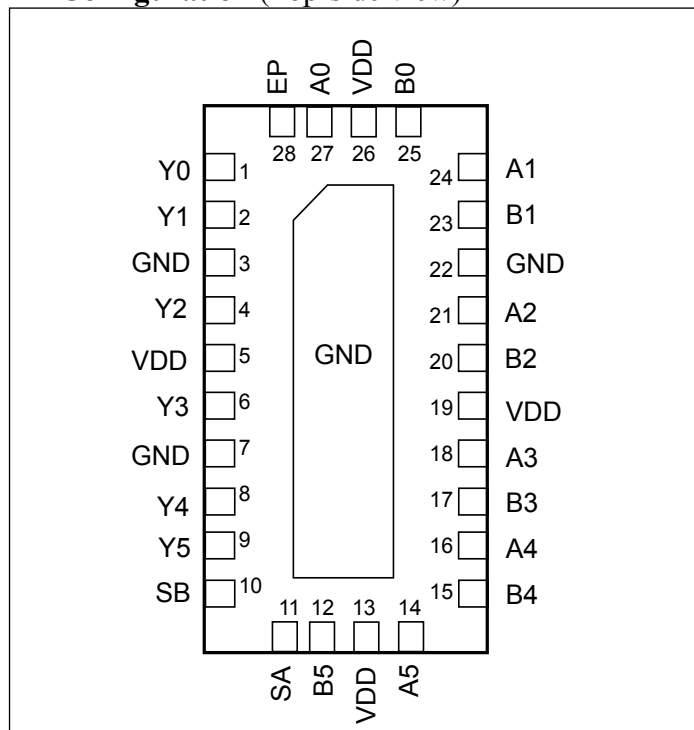 EP A0 VDD B0
28 27 26 25
Y0 1 24 A1
Y1 2 23 B1
GND 3 22 GND
Y2 4 21 A2
VDD 5 20 B2
GND
Y3 6 19 VDD
GND 7 18 A3
Y4 8 17 B3
Y5 9 16 A4
SB 10 15 B4
11 12 13 14
SA B5 VDD A5